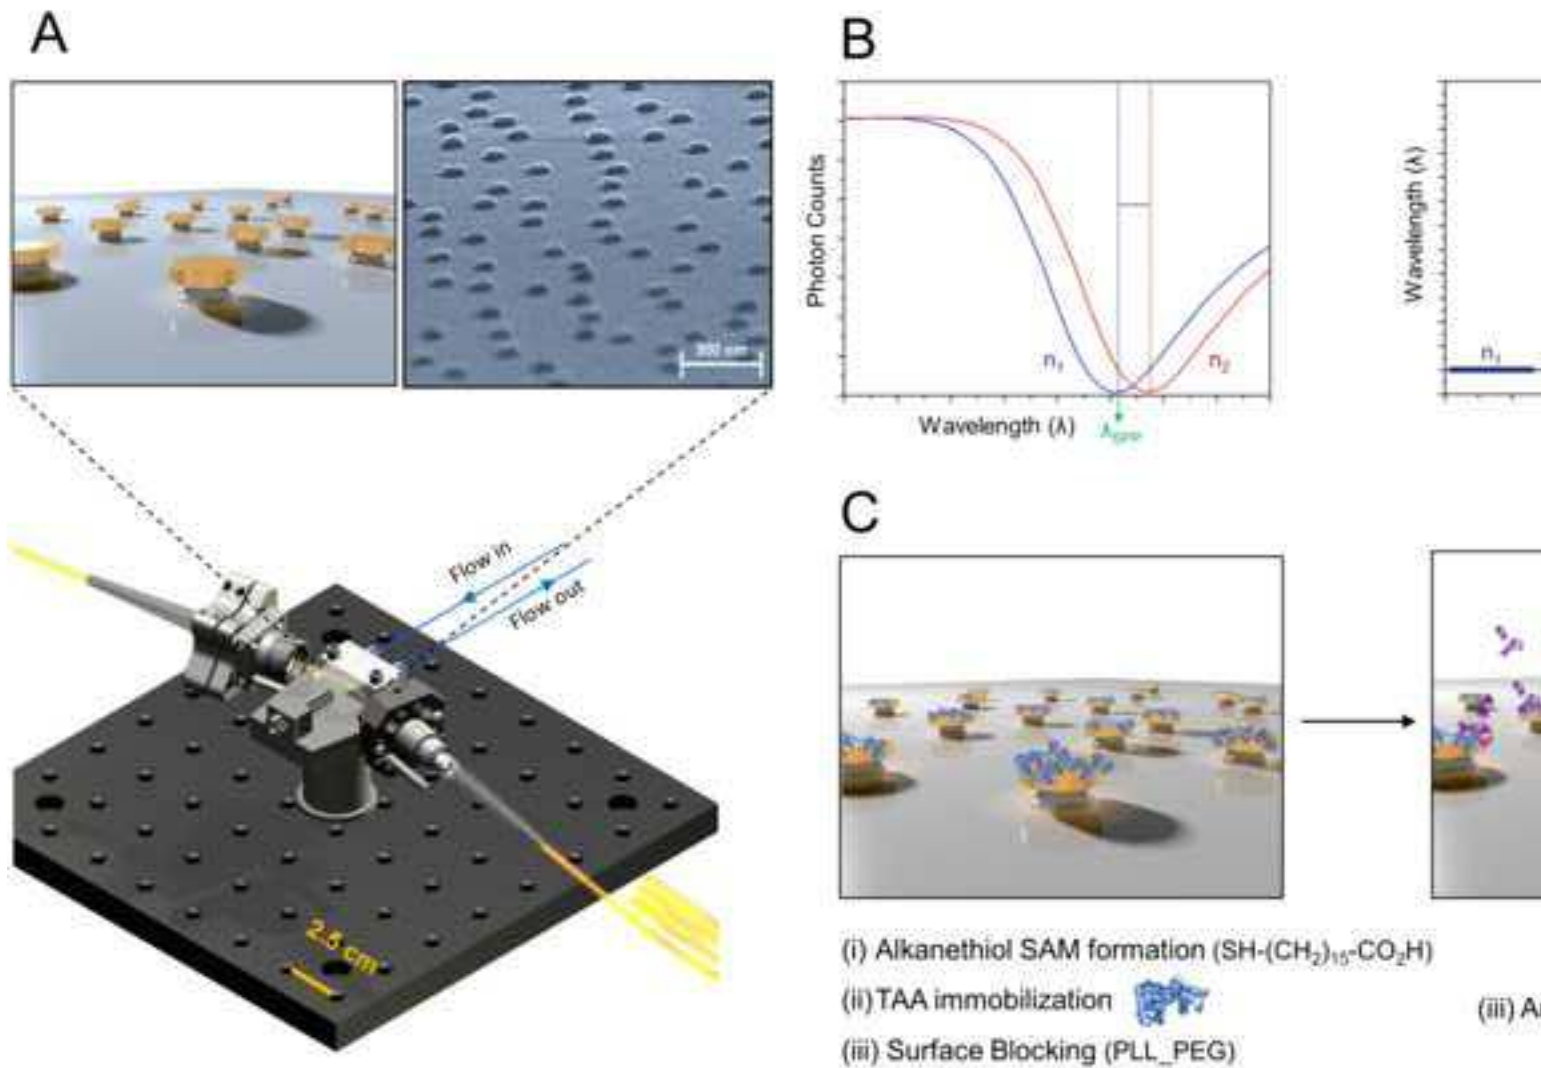 A
B
Photon Counts
n₁
n₂
Wavelength (λ)
Wavelength (λ)
n₁
Flow in
Flow out
2.5 cm
C
(i) Alkanethiol SAM formation (SH-(CH₂)₁₅-CO₂H)
(ii) TAA immobilization
(iii) Surface Blocking (PLL_PEG)
(iii)